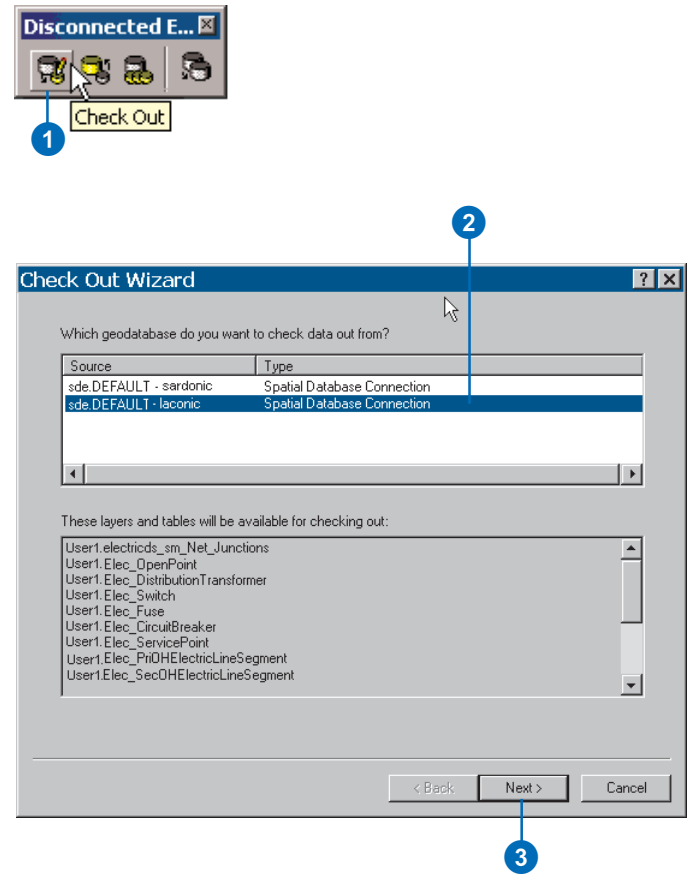 Disconnected E...
Check Out
1
2
Check Out Wizard
Which geodatabase do you want to check data out from?
Source Type
sde.DEFAULT - sardonic Spatial Database Connection
sde.DEFAULT - laconic Spatial Database Connection
These layers and tables will be available for checking out:
User1.electricds_sm_Net_Junctions
User1.Elec_OpenPoint
User1.Elec_DistributionTransformer
User1.Elec_Switch
User1.Elec_Fuse
User1.Elec_CircuitBreaker
User1.Elec_ServicePoint
User1.Elec_PriOHElectricLineSegment
User1.Elec_SecOHElectricLineSegment
< Back Next > Cancel
3